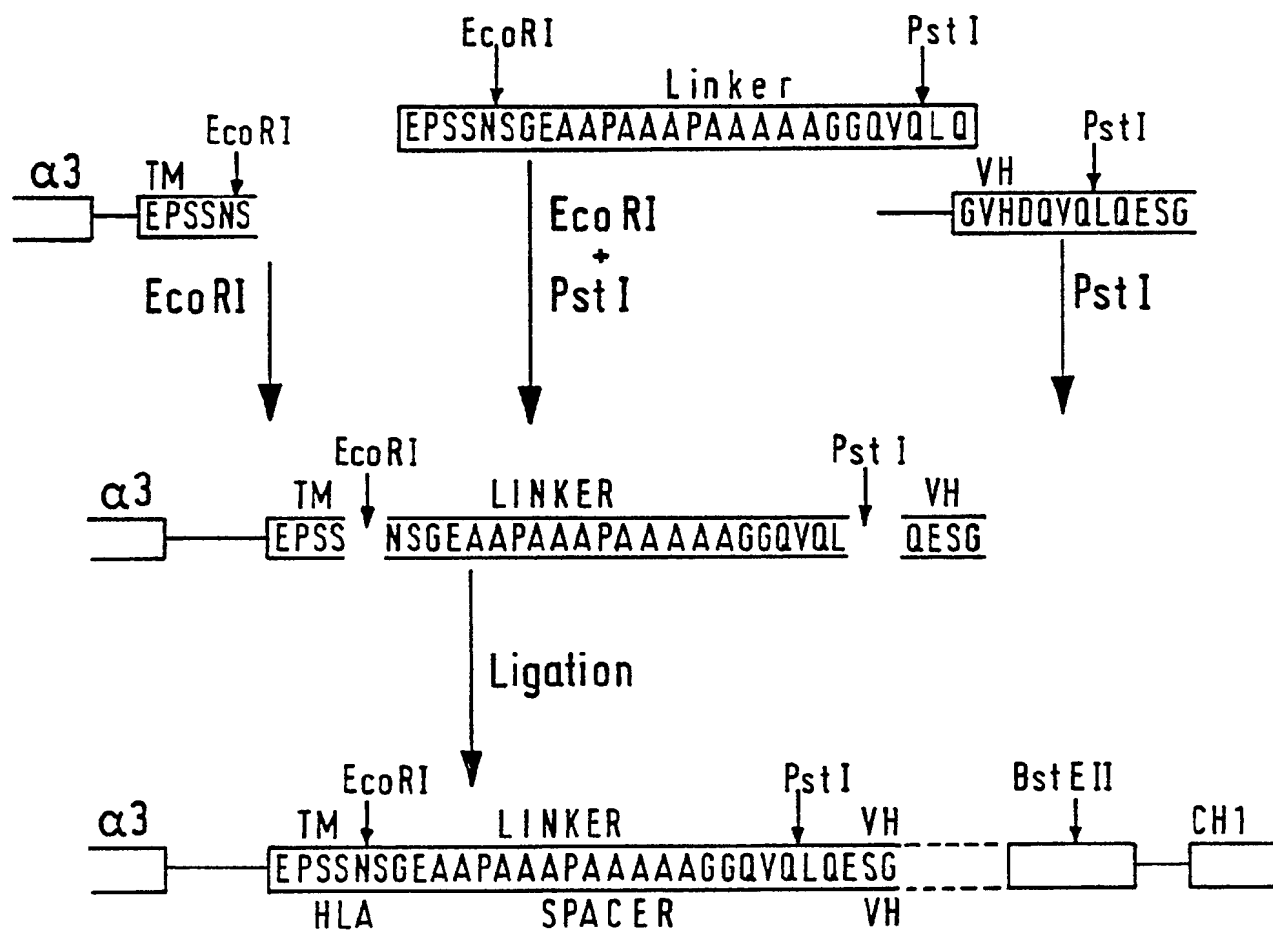 EcoRI
PstI
Linker
EPSSNSGEAAPAAAPAAAAAGGQVQLQ
EcoRI
PstI
α3
TM
VH
EPSSNS
GVHDQVQLQESG
EcoRI
EcoRI
+
PstI
PstI
EcoRI
Pst I
α3
TM
LINKER
VH
EPSS
NSGEAAPAAAPAAAAAGGQVQL
QESG
Ligation
EcoRI
PstI
BstEII
α3
TM
LINKER
VH
CH1
EPSSNSGEAAPAAAPAAAAAGGQVQLQESG
HLA
SPACER
VH